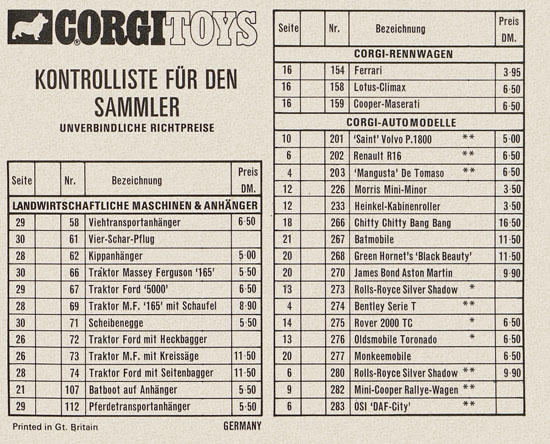 CORGI TOYS
KONTROLLISTE FÜR DEN
SAMMLER
UNVERBINDLICHE RICHTPREISE
Seite Nr. Bezeichnung Preis DM.
LANDWIRTSCHAFTLICHE MASCHINEN & ANHÄNGER
29 58 Viehtransportanhänger 6·50
30 61 Vier-Schar-Pflug
28 62 Kippanhänger 5·00
30 66 Traktor Massey Ferguson '165' 5·50
29 67 Traktor Ford '5000' 6·50
28 69 Traktor M.F. '165' mit Schaufel 8·90
30 71 Scheibenegge 5·50
26 72 Traktor Ford mit Heckbagger
26 73 Traktor M.F. mit Kreissäge 11·50
28 74 Traktor Ford mit Seitenbagger 11·50
21 107 Batboot auf Anhänger 5·50
29 112 Pferdetransportanhänger 5·50
Printed in Gt. Britain GERMANY
Seite Nr. Bezeichnung Preis DM.
CORGI-RENNWAGEN
16 154 Ferrari 3·95
16 158 Lotus-Climax 6·50
16 159 Cooper-Maserati 6·50
CORGI-AUTOMODELLE
10 201 'Saint' Volvo P.1800 ** 5·00
6 202 Renault R16 ** 6·50
4 203 'Mangusta' De Tomaso ** 6·50
12 226 Morris Mini-Minor 3·50
12 233 Heinkel-Kabinenroller 3·50
18 266 Chitty Chitty Bang Bang 16·50
21 267 Batmobile 11·50
20 268 Green Hornet's 'Black Beauty' 11·50
20 270 James Bond Aston Martin 9·90
13 273 Rolls-Royce Silver Shadow *
4 274 Bentley Serie T **
14 275 Rover 2000 TC * 6·50
13 276 Oldsmobile Toronado * 6·50
20 277 Monkeemobile 6·50
6 280 Rolls-Royce Silver Shadow ** 9·90
9 282 Mini-Cooper Rallye-Wagen **
6 283 OSI 'DAF-City' **